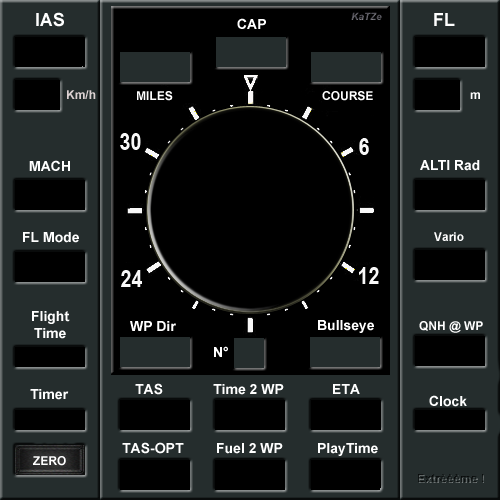 IAS
CAP
KaTZe
FL
Km/h
MILES
COURSE
m
30
6
MACH
ALTI Rad
FL Mode
Vario
24
12
Flight
Time
WP Dir
N°
Bullseye
QNH @ WP
Timer
TAS
Time 2 WP
ETA
Clock
ZERO
TAS-OPT
Fuel 2 WP
PlayTime
Extrêêême !